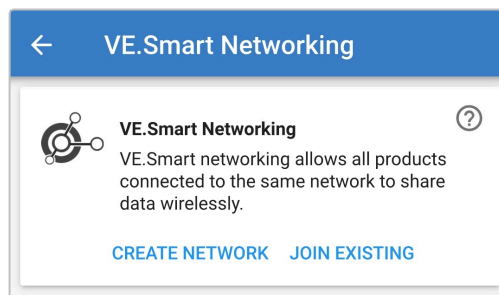 VE.Smart Networking
VE.Smart Networking
VE.Smart networking allows all products
connected to the same network to share
data wirelessly.
CREATE NETWORK JOIN EXISTING